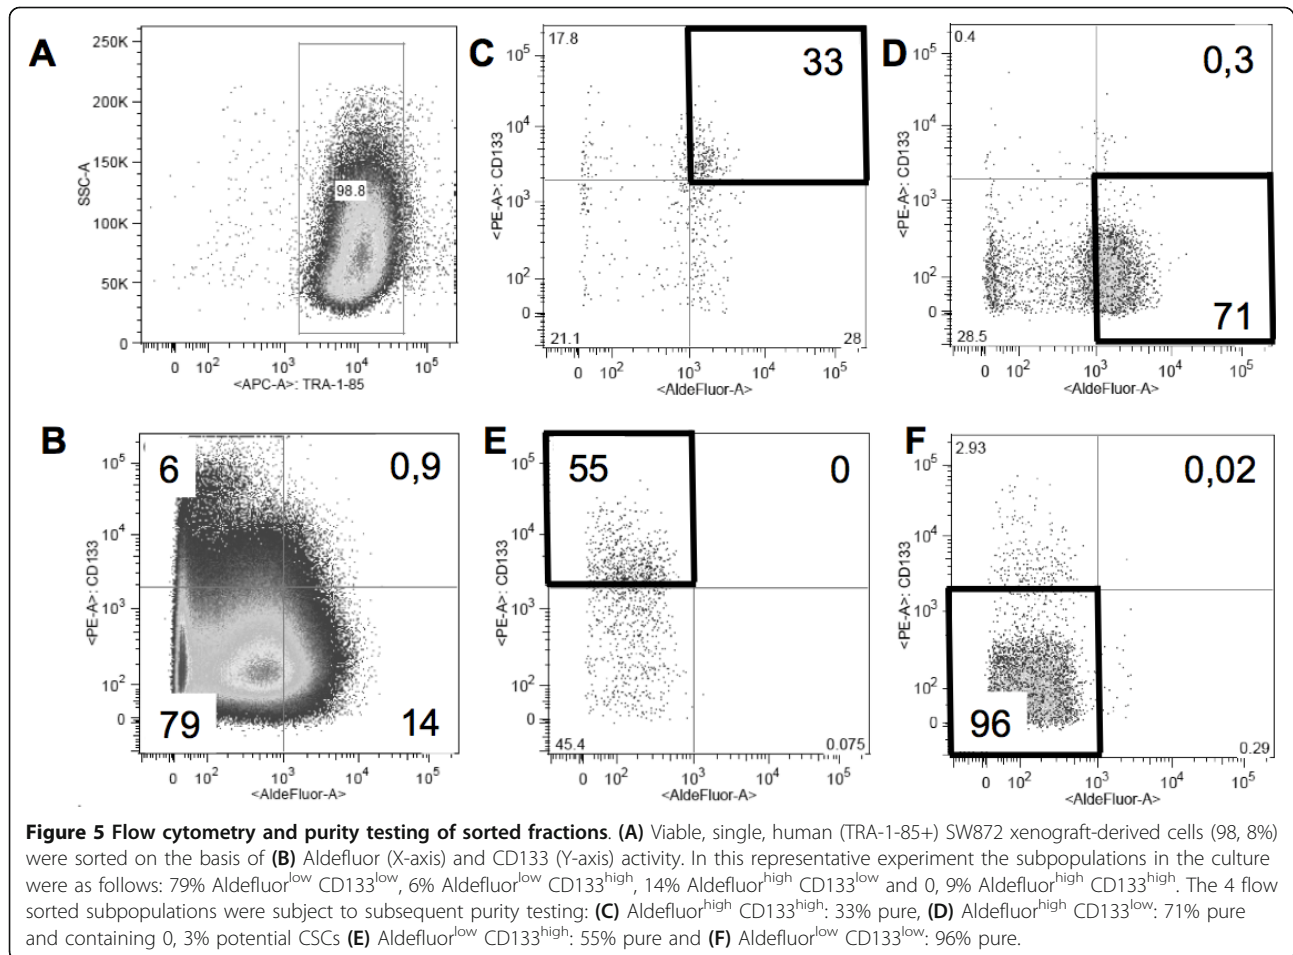 A
250K
200K
150K
100K
50K
0
SSC-A
98.8
0 10² 10³ 10⁴ 10⁵
<APC-A>: TRA-1-85
C
17.8
33
10⁵
10⁴
10³
10²
0
<PE-A>: CD133
21.1
28
0 10² 10³ 10⁴ 10⁵
<AldeFluor-A>
D
0.4
0,3
10⁵
10⁴
10³
10²
0
<PE-A>: CD133
28.5
71
0 10² 10³ 10⁴ 10⁵
<AldeFluor-A>
B
6
0,9
10⁵
10⁴
10³
10²
0
<PE-A>: CD133
79
14
0 10² 10³ 10⁴ 10⁵
<AldeFluor-A>
E
55
0
10⁵
10⁴
10³
10²
0
<PE-A>: CD133
45.4
0.075
0 10² 10³ 10⁴ 10⁵
<AldeFluor-A>
F
2.93
0,02
10⁵
10⁴
10³
10²
0
<PE-A>: CD133
96
0.29
0 10² 10³ 10⁴ 10⁵
<AldeFluor-A>
Figure 5 Flow cytometry and purity testing of sorted fractions. (A) Viable, single, human (TRA-1-85+) SW872 xenograft-derived cells (98, 8%)
were sorted on the basis of (B) Aldefluor (X-axis) and CD133 (Y-axis) activity. In this representative experiment the subpopulations in the culture
were as follows: 79% Aldefluorˡᵒʷ CD133ˡᵒʷ, 6% Aldefluorˡᵒʷ CD133ʰⁱᵍʰ, 14% Aldefluorʰⁱᵍʰ CD133ˡᵒʷ and 0, 9% Aldefluorʰⁱᵍʰ CD133ʰⁱᵍʰ. The 4 flow
sorted subpopulations were subject to subsequent purity testing: (C) Aldefluorʰⁱᵍʰ CD133ʰⁱᵍʰ: 33% pure, (D) Aldefluorʰⁱᵍʰ CD133ˡᵒʷ: 71% pure
and containing 0, 3% potential CSCs (E) Aldefluorˡᵒʷ CD133ʰⁱᵍʰ: 55% pure and (F) Aldefluorˡᵒʷ CD133ˡᵒʷ: 96% pure.